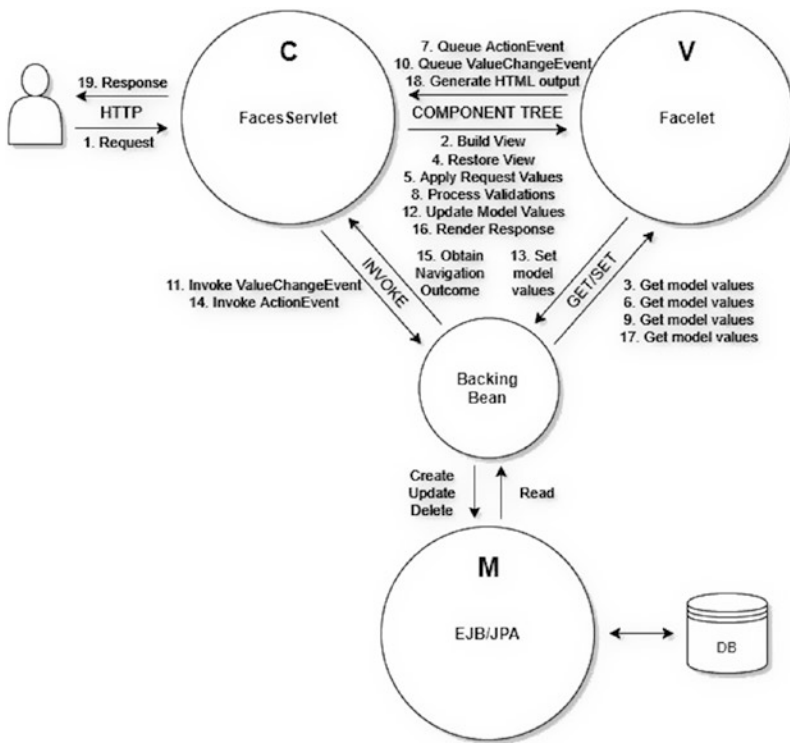 C
FacesServlet
V
Facelet
7. Queue ActionEvent
10. Queue ValueChangeEvent
18. Generate HTML output
COMPONENT TREE
2. Build View
4. Restore View
5. Apply Request Values
8. Process Validations
12. Update Model Values
16. Render Response
19. Response
HTTP
1. Request
15. Obtain
Navigation
Outcome
13. Set
model
values
INVOKE
GET/SET
11. Invoke ValueChangeEvent
14. Invoke ActionEvent
3. Get model values
6. Get model values
9. Get model values
17. Get model values
Backing
Bean
Create
Update
Delete
Read
M
EJB/JPA
DB